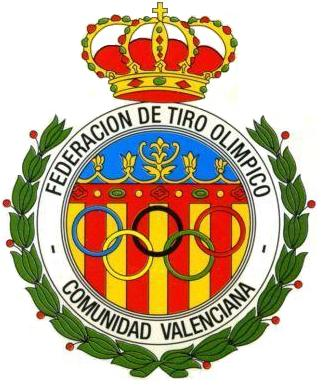 FEDERACION DE TIRO OLIMPICO
- COMUNIDAD VALENCIANA -